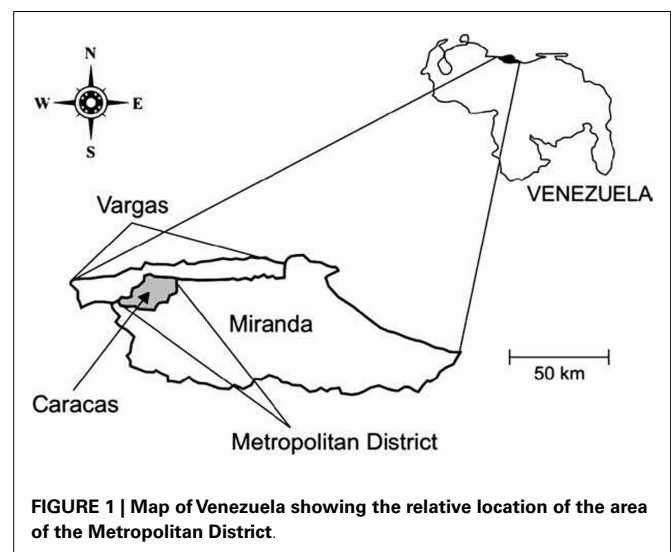 N
W E
S
VENEZUELA
Vargas
Miranda
50 km
Caracas
Metropolitan District
FIGURE 1 | Map of Venezuela showing the relative location of the area
of the Metropolitan District.